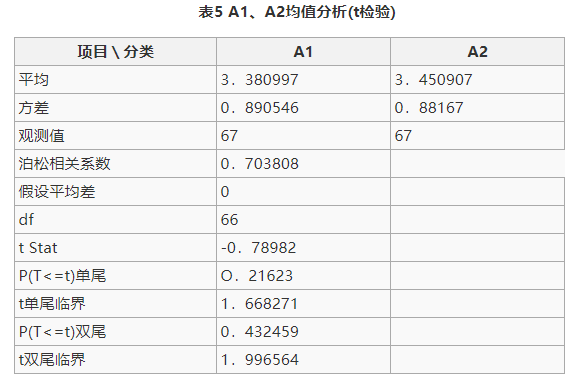 表5 A1、A2均值分析(t检验)
项目 \ 分类 A1 A2
平均 3．380997 3．450907
方差 0．890546 0．88167
观测值 67 67
泊松相关系数 0．703808
假设平均差 0
df 66
t Stat -0．78982
P(T<=t)单尾 O．21623
t单尾临界 1．668271
P(T<=t)双尾 0．432459
t双尾临界 1．996564